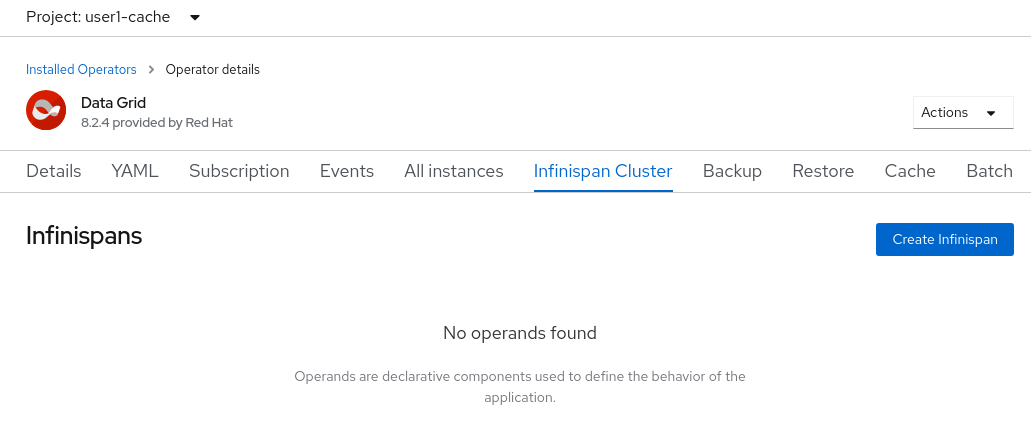 Project: user1-cache
Installed Operators > Operator details
Data Grid
8.2.4 provided by Red Hat
Actions
Details YAML Subscription Events All instances Infinispan Cluster Backup Restore Cache Batch
Infinispans
Create Infinispan
No operands found
Operands are declarative components used to define the behavior of the
application.